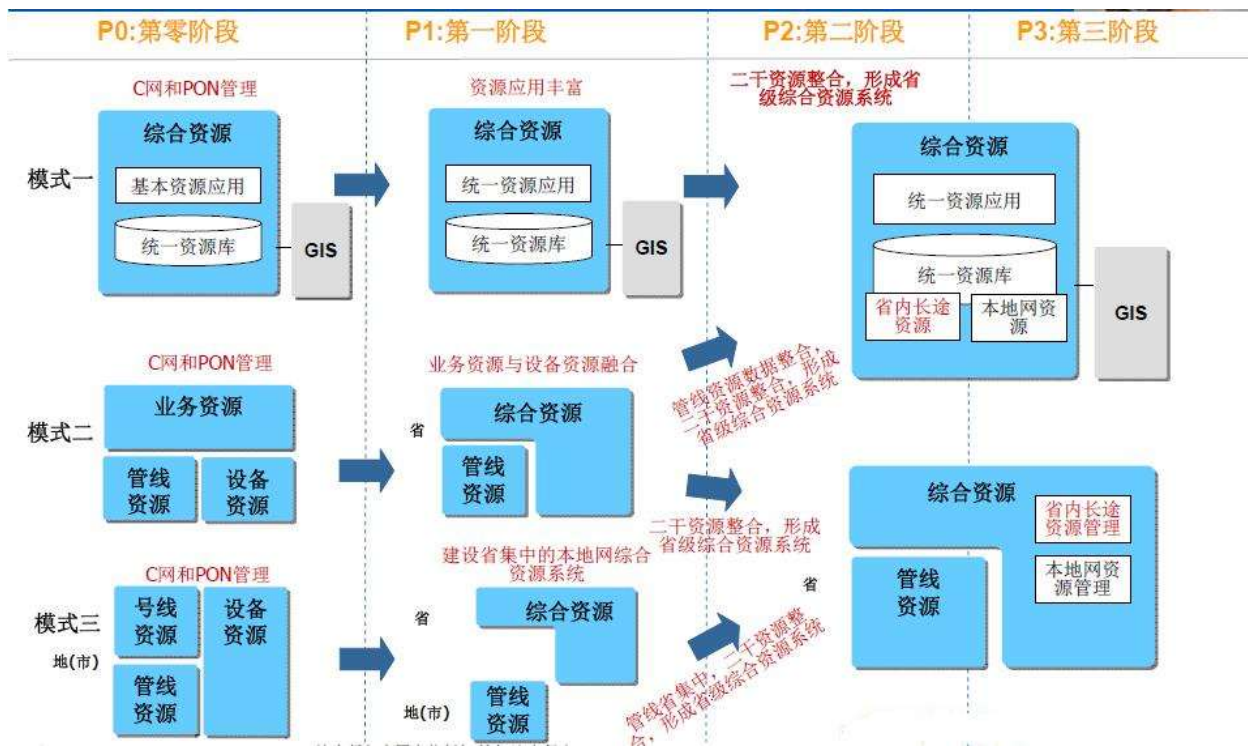 P0:第零阶段
P1:第一阶段
P2:第二阶段
P3:第三阶段
模式一
C网和PON管理
综合资源
基本资源应用
统一资源库
GIS
资源应用丰富
综合资源
统一资源应用
统一资源库
GIS
二干资源整合，形成省
级综合资源系统
综合资源
统一资源应用
统一资源库
省内长途
资源
本地网资
源
GIS
模式二
C网和PON管理
业务资源
管线
资源
设备
资源
业务资源与设备资源融合
省
综合资源
管线
资源
管线资源数据整合，
二干资源整合，形成
省级综合资源系统
二干资源整合，形成
省级综合资源系统
综合资源
省内长途
资源管理
本地网资
源管理
省
管线
资源
模式三
地(市)
C网和PON管理
号线
资源
设备
资源
管线
资源
建设省集中的本地网综合
资源系统
省
综合资源
地(市)
管线
资源
管线省集中，二干资源整
合，形成省级综合资源系统